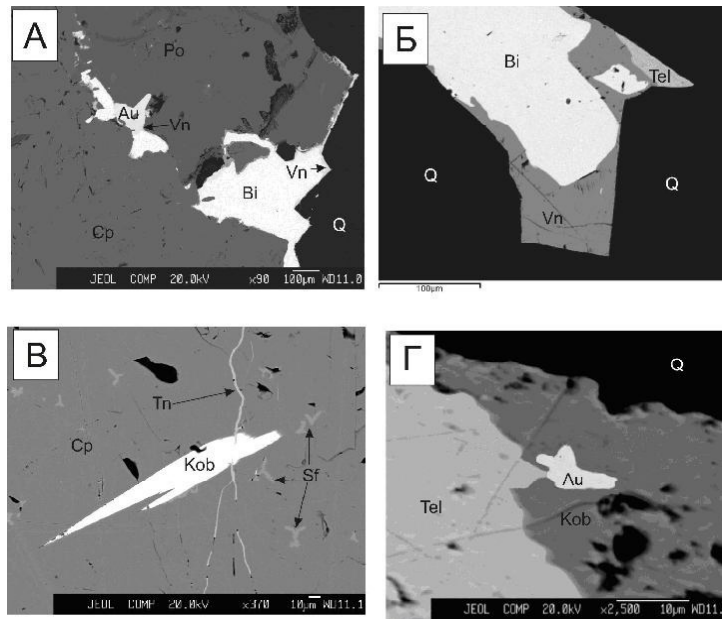 А
Po
Au
Vn
Vn
Bi
Q
Cp
JEOL COMP 20.0kV x90 100µm WD11.0
Б
Bi
Tel
Q
Q
Vn
100µm
В
Tn
Cp
Kob
Sf
JEOL COMP 20.0kV x370 10µm WD11.1
Г
Q
Au
Tel
Kob
JEOL COMP 20.0kV x2,500 10µm WD11